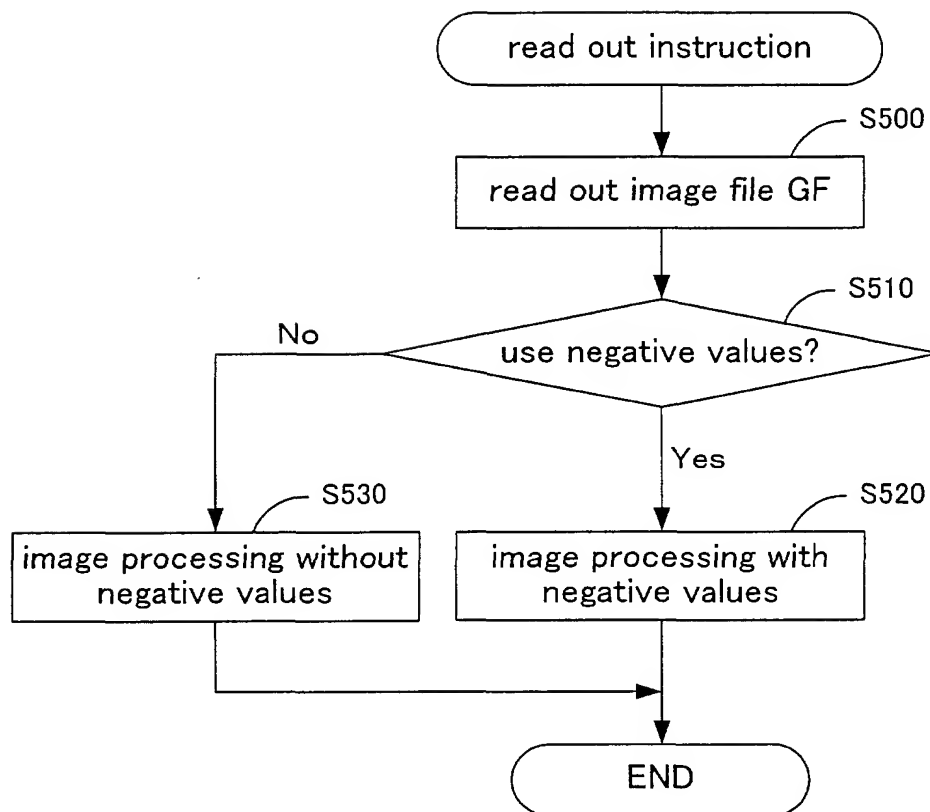 read out instruction
S500
read out image file GF
S510
use negative values?
No
Yes
S530
S520
image processing without
negative values
image processing with
negative values
END